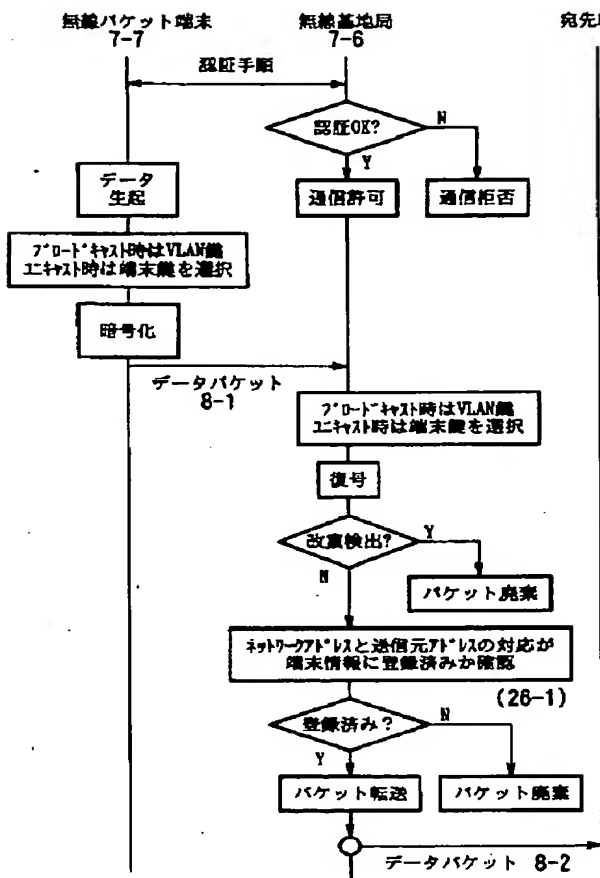 無線パケット端末
7-7
無線基地局
7-6
宛先
認証手順
認証OK?
N
Y
データ
生起
通信許可
通信拒否
ブロードキャスト時はVLAN鍵
ユニキャスト時は端末鍵を選択
暗号化
データパケット
8-1
ブロードキャスト時はVLAN鍵
ユニキャスト時は端末鍵を選択
復号
改竄検出?
Y
N
パケット廃棄
ネットワークアドレスと送信元アドレスの対応が
端末情報に登録済みか確認
(26-1)
登録済み?
N
Y
パケット転送
パケット廃棄
データパケット 8-2